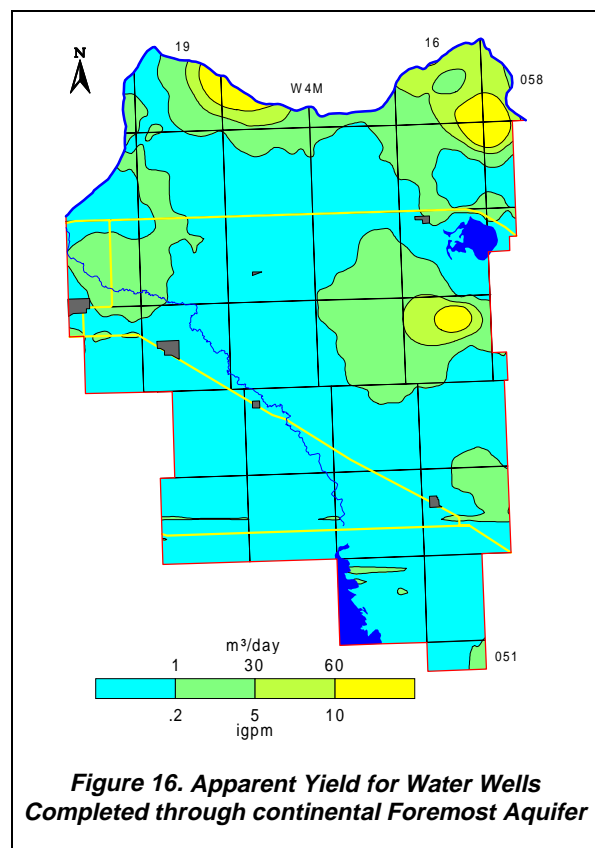 19
16
N
W4M
058
051
m³/day
1 30 60
.2 5 10
igpm
Figure 16. Apparent Yield for Water Wells
Completed through continental Foremost Aquifer